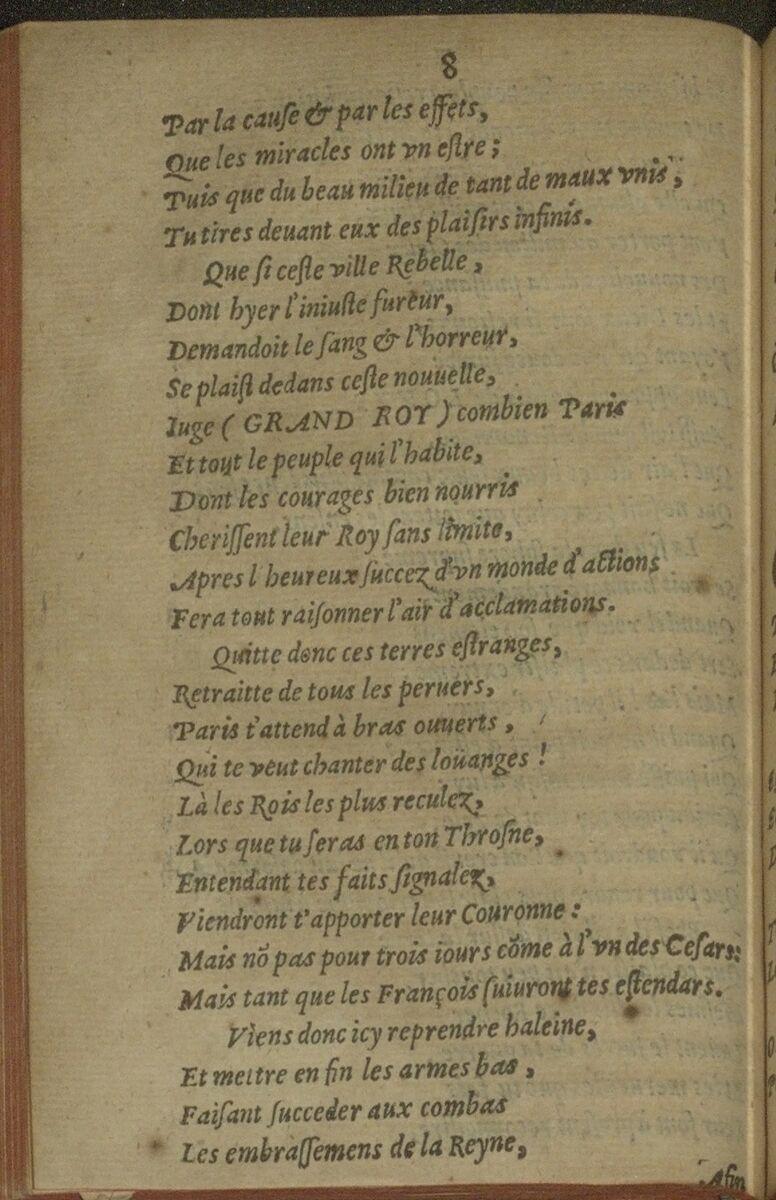 8
Par la cauſe & par les effets,
Que les miracles ont vn eſtre;
Puis que du beau milieu de tant de maux vnis,
Tu tires deuant eux des plaiſirs infinis.
Que ſi ceſte ville Rebelle,
Dont hyer l'iniuſte fureur,
Demandoit le ſang & l'horreur,
Se plaiſt dedans ceſte nouuelle,
Iuge ( GRAND ROY ) combien Paris
Et tout le peuple qui l'habite,
Dont les courages bien nourris
Cheriſſent leur Roy ſans limite,
Apres l'heureux ſuccez d'vn monde d'actions
Fera tout raiſonner l'air d'acclamations.
Quitte donc ces terres eſtranges,
Retraitte de tous les peruers,
Paris t'attend à bras ouuerts,
Qui te veut chanter des loüanges!
Là les Rois les plus reculez,
Lors que tu ſeras en ton Throſne,
Entendant tes faits ſignalez,
Viendront t'apporter leur Couronne:
Mais nõ pas pour trois iours cõme à l'vn des Ceſars:
Mais tant que les François ſuiuront tes eſtendars.
Viens donc icy reprendre haleine,
Et mettre en fin les armes bas,
Faiſant ſucceder aux combas
Les embraſſemens de la Reyne,
Afin